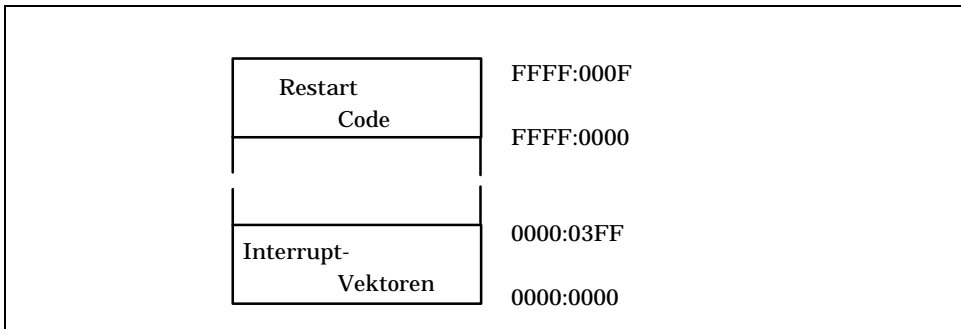 FFFF:000F
Restart
Code
FFFF:0000
0000:03FF
Interrupt-
Vektoren
0000:0000